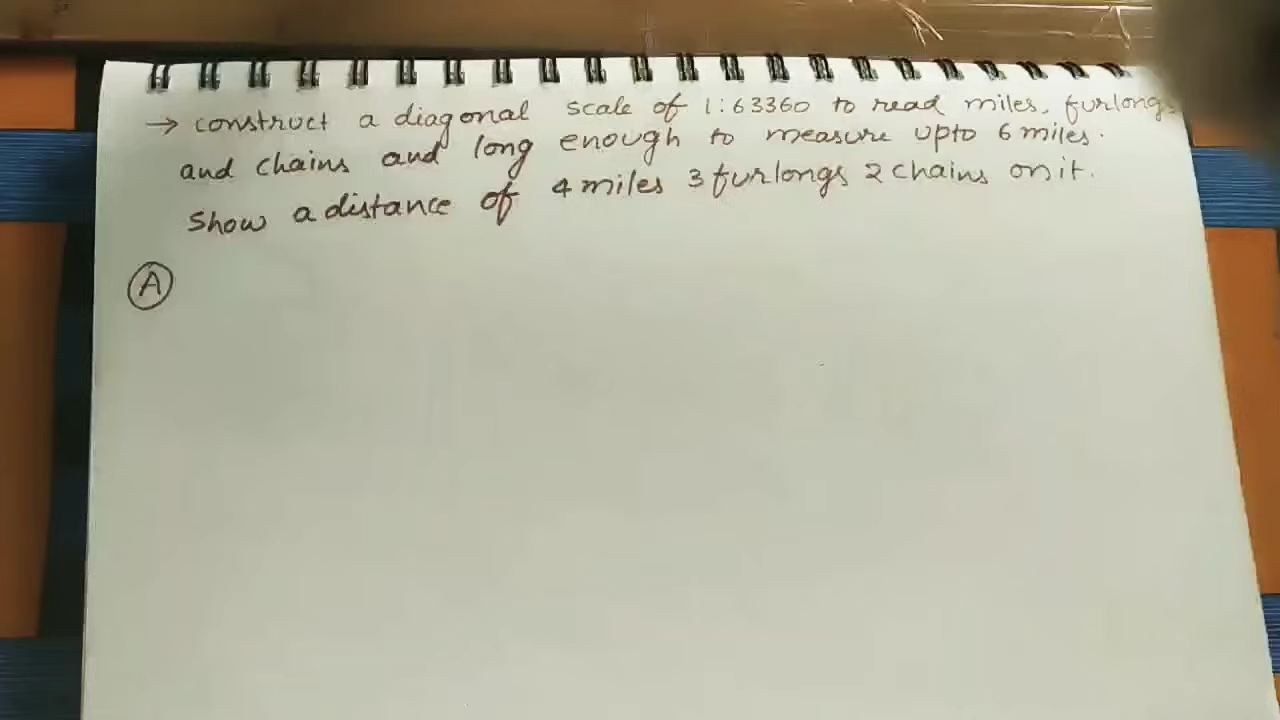 → construct a diagonal scale of 1:63360 to read miles, furlongs
and chains and long enough to measure upto 6 miles.
Show a distance of 4 miles 3 furlongs 2 chains on it.
A